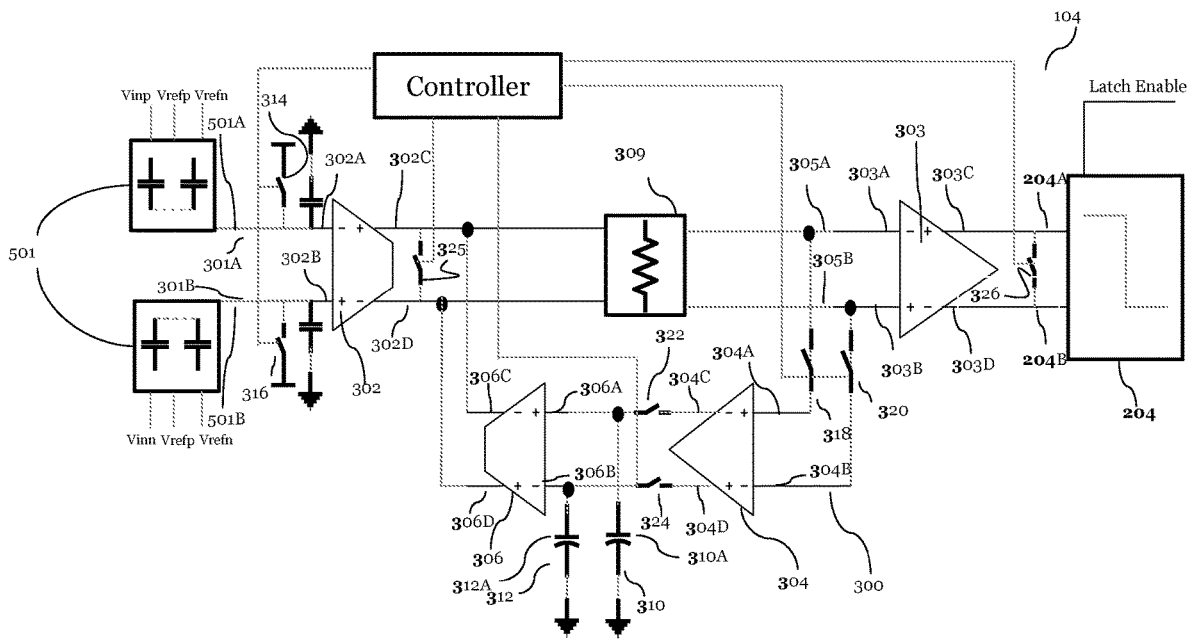 104
Controller
Latch Enable
Vinp Vrefp Vrefn
314
501A
302A
302C
309
305A
303A
303
303C
204A
- +
- +
501
301A
302B
325
305B
301B
+ -
+ -
326
302D
303B
303D
204B
316
302
322
304A
320
204
306C
306A
304C
318
501B
- +
- +
Vinn Vrefp Vrefn
306B
304B
+ -
+ -
306D
324
304D
306
310A
304
300
312A
312
310